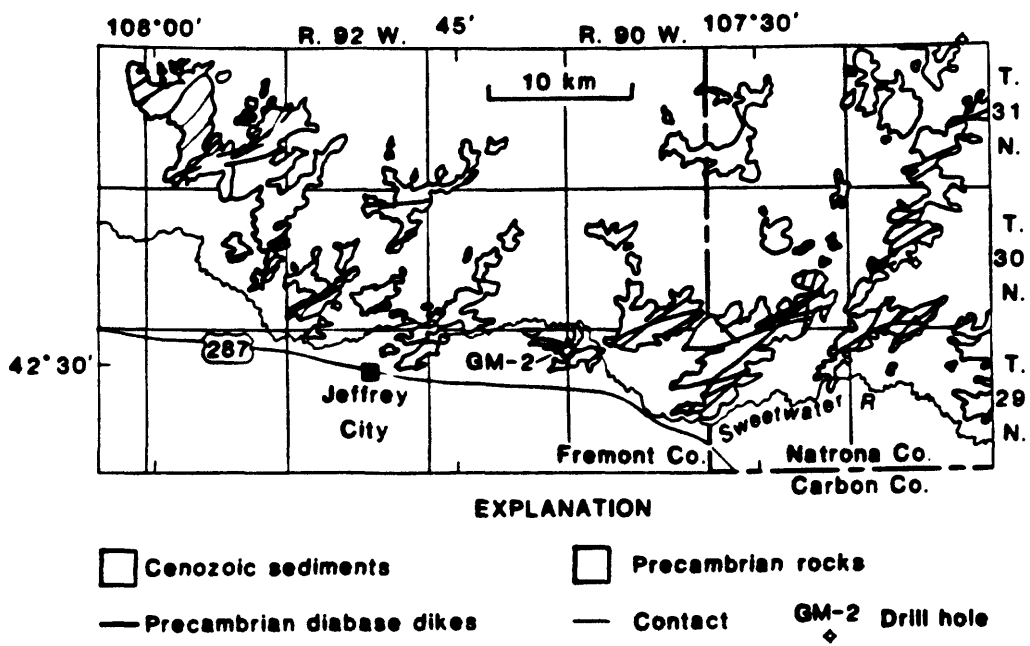 108°00' 45' 107°30'
R. 92 W. R. 90 W.
10 km
T.
31
N.
T.
30
N.
T.
29
N.
42°30'
287
GM-2
Jeffrey
City
Sweetwater R
Fremont Co.
Natrona Co.
Carbon Co.
EXPLANATION
Cenozoic sediments
Precambrian rocks
Precambrian diabase dikes
Contact
GM-2 Drill hole